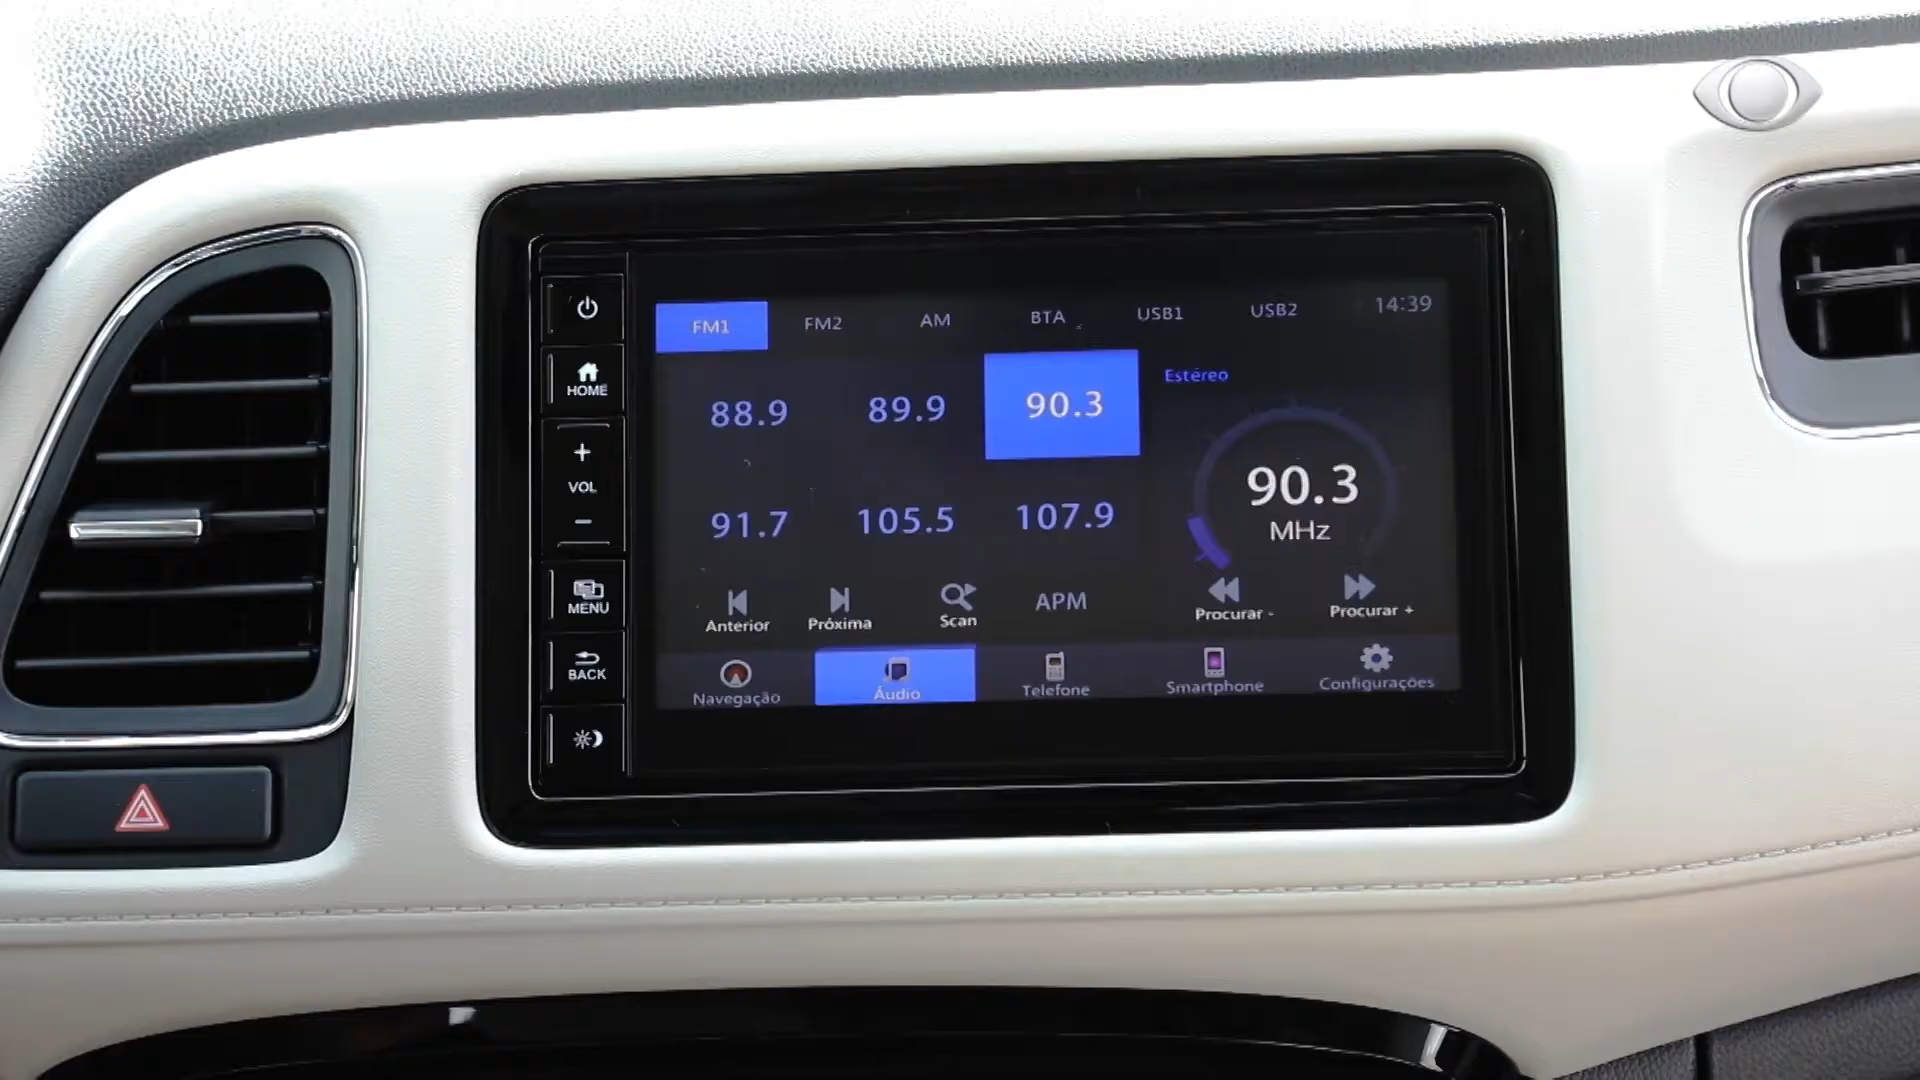 HOME
+
VOL
−
MENU
BACK
FM1 FM2 AM BTA USB1 USB2 14:39
88.9 89.9 90.3
Estéreo
91.7 105.5 107.9
90.3
MHz
Anterior Próxima Scan APM Procurar - Procurar +
Navegação Áudio Telefone Smartphone Configurações